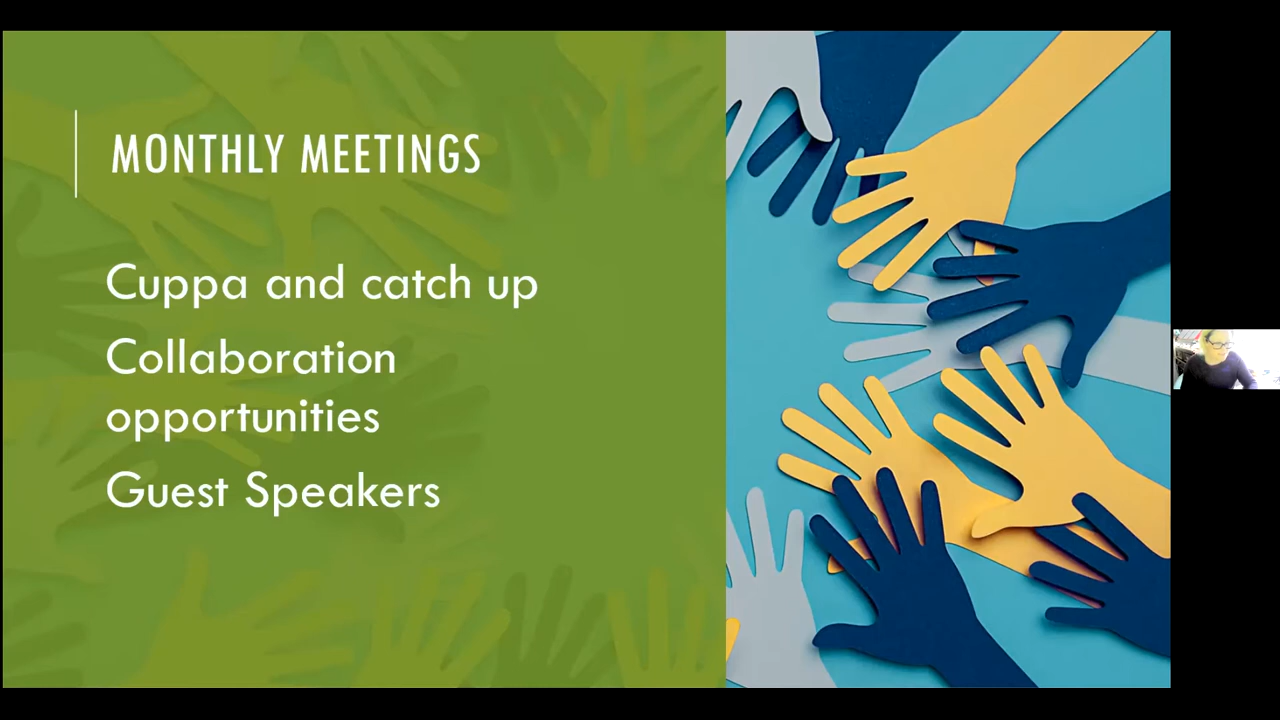 MONTHLY MEETINGS
Cuppa and catch up
Collaboration
opportunities
Guest Speakers